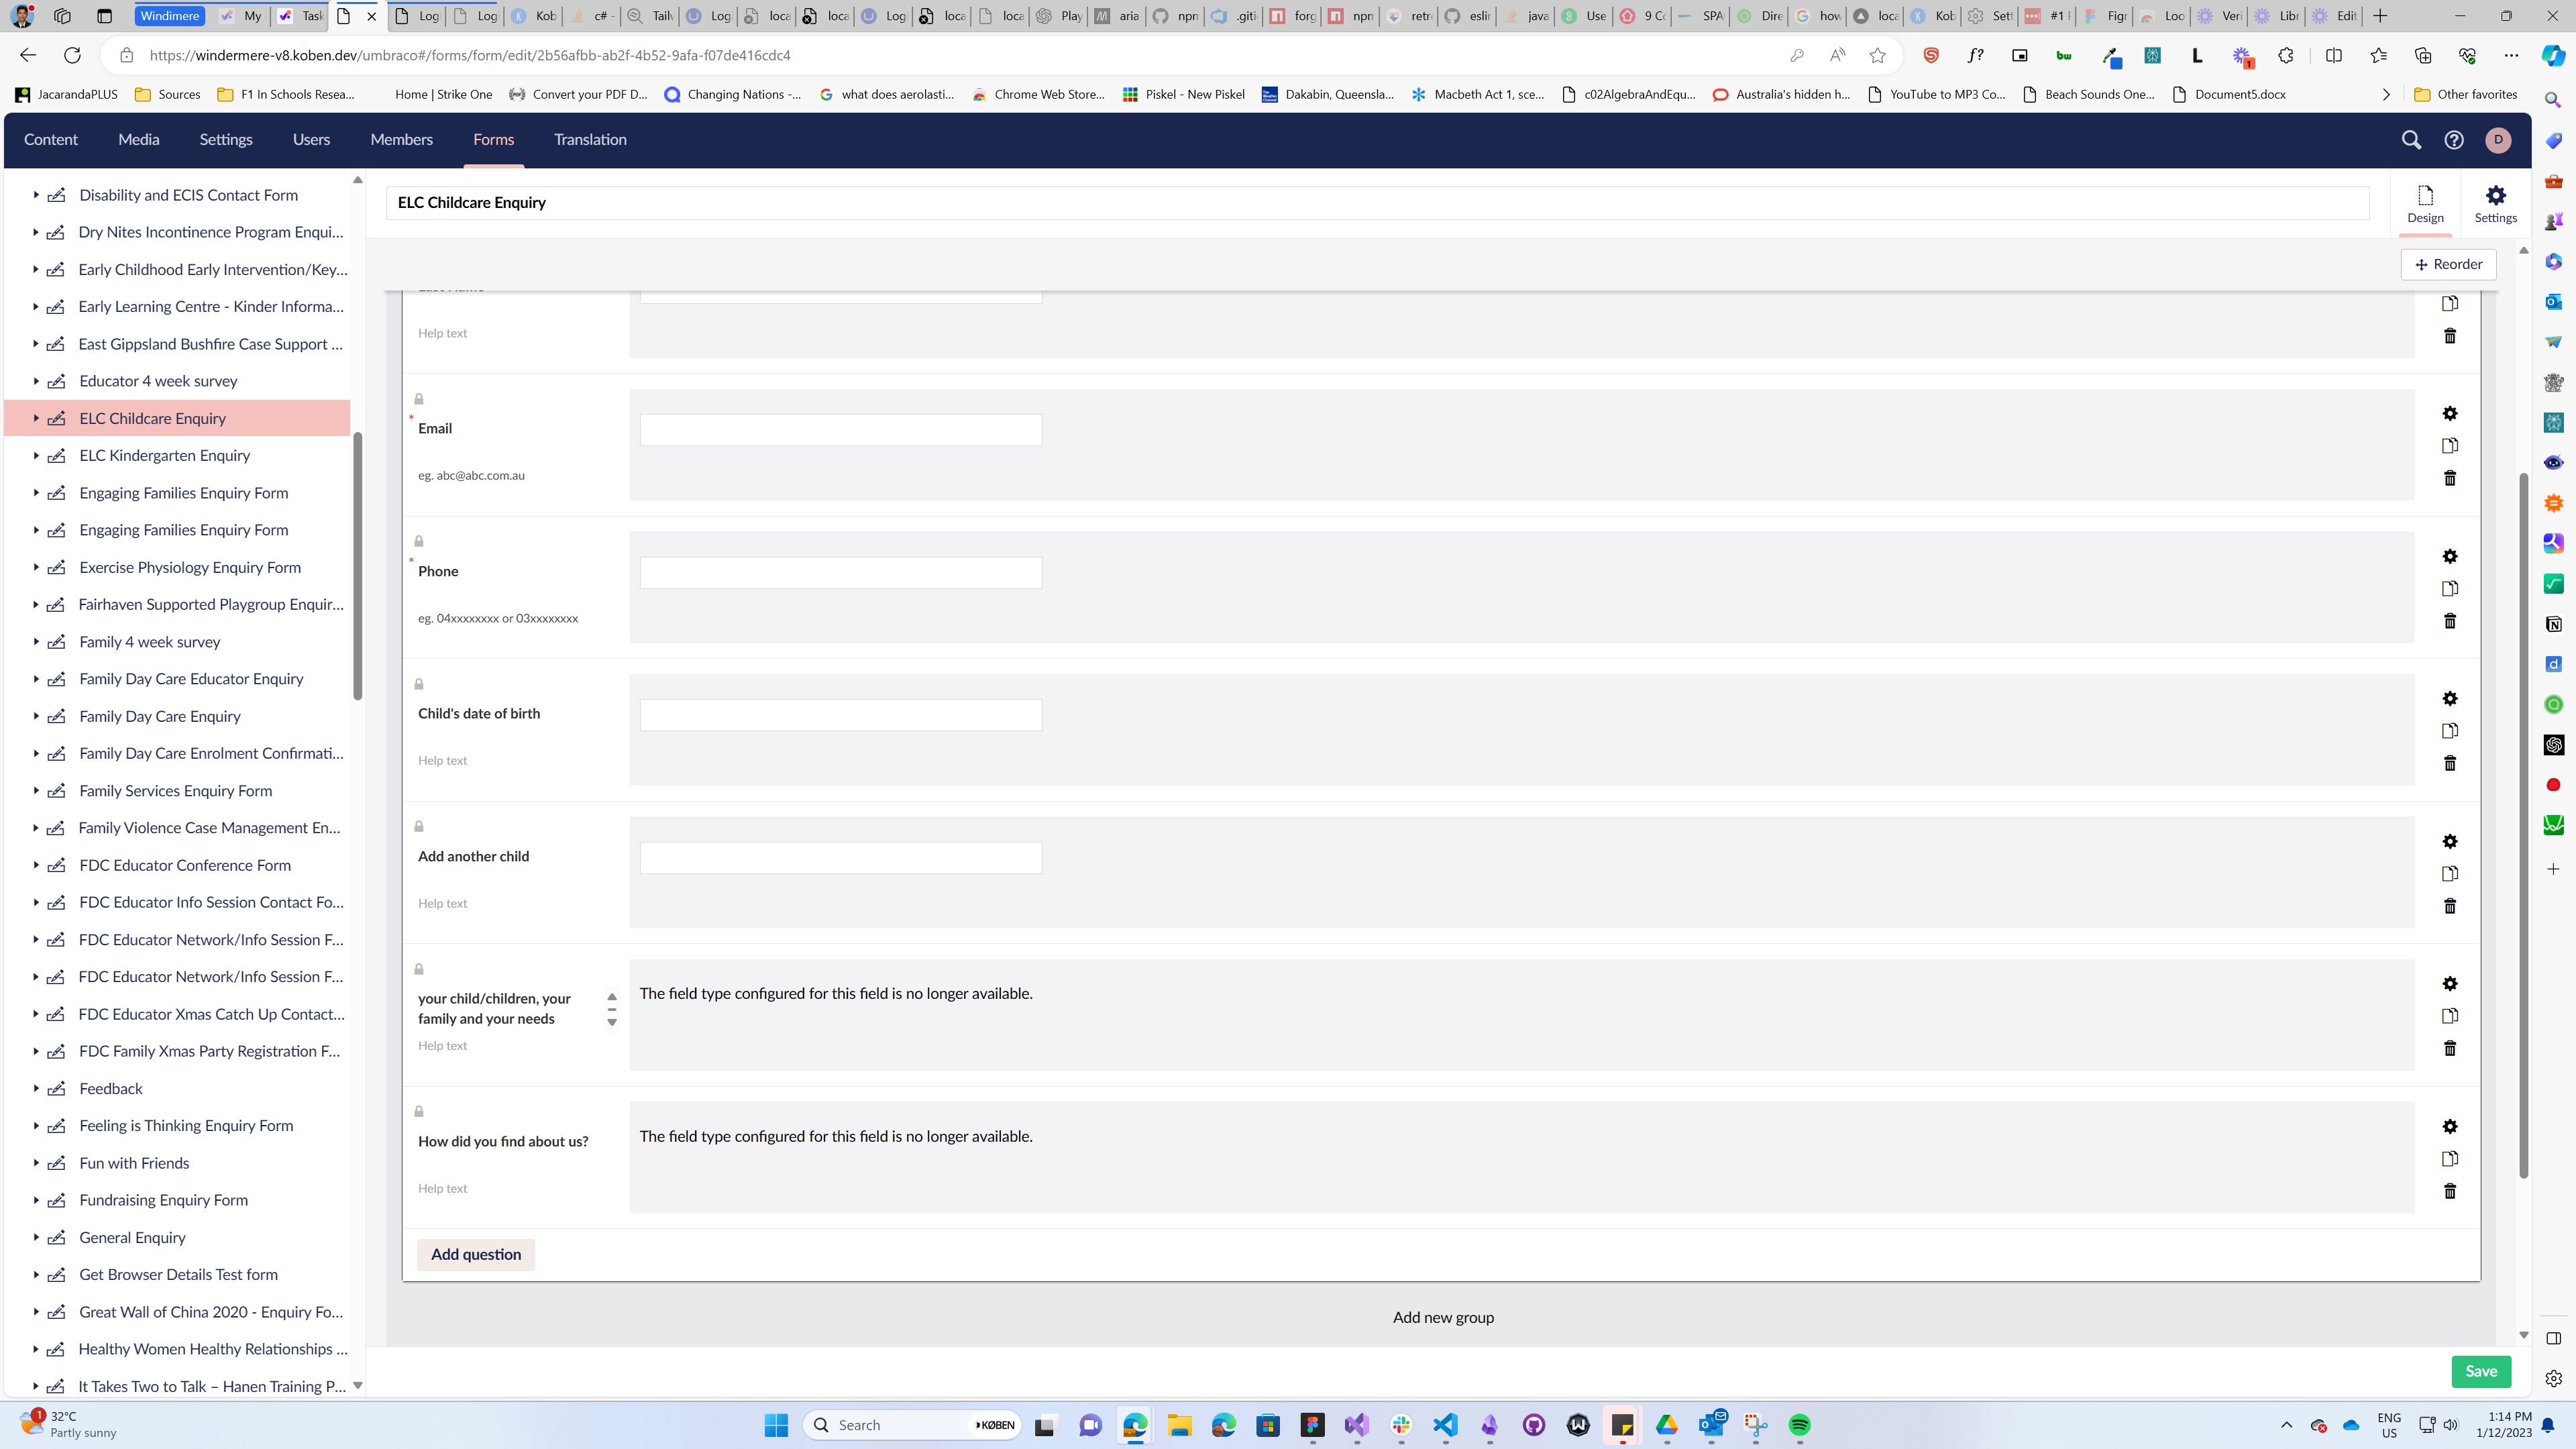 Windimere
My
Task
Log
Log
Kob
c# -
Tailw
Log
loca
loca
Log
loca
loca
Play
aria
npm
.giti
forg
npm
retr
eslin
java
Use
9 Co
SPA
Dire
how
loca
Kob
Sett
#1 F
Figr
Loo
Veri
Libr
Edit
https://windermere-v8.koben.dev/umbraco#/forms/form/edit/2b56afbb-ab2f-4b52-9afa-f07de416cdc4
JacarandaPLUS
Sources
F1 In Schools Resea...
Home | Strike One
Convert your PDF D...
Changing Nations -...
what does aerolasti...
Chrome Web Store...
Piskel - New Piskel
Dakabin, Queensla...
Macbeth Act 1, sce...
c02AlgebraAndEqu...
Australia's hidden h...
YouTube to MP3 Co...
Beach Sounds One...
Document5.docx
Other favorites
Content
Media
Settings
Users
Members
Forms
Translation
D
Disability and ECIS Contact Form
Dry Nites Incontinence Program Enqui...
Early Childhood Early Intervention/Key...
Early Learning Centre - Kinder Informa...
East Gippsland Bushfire Case Support ...
Educator 4 week survey
ELC Childcare Enquiry
ELC Kindergarten Enquiry
Engaging Families Enquiry Form
Engaging Families Enquiry Form
Exercise Physiology Enquiry Form
Fairhaven Supported Playgroup Enquir...
Family 4 week survey
Family Day Care Educator Enquiry
Family Day Care Enquiry
Family Day Care Enrolment Confirmati...
Family Services Enquiry Form
Family Violence Case Management En...
FDC Educator Conference Form
FDC Educator Info Session Contact Fo...
FDC Educator Network/Info Session F...
FDC Educator Network/Info Session F...
FDC Educator Xmas Catch Up Contact...
FDC Family Xmas Party Registration F...
Feedback
Feeling is Thinking Enquiry Form
Fun with Friends
Fundraising Enquiry Form
General Enquiry
Get Browser Details Test form
Great Wall of China 2020 - Enquiry Fo...
Healthy Women Healthy Relationships ...
It Takes Two to Talk – Hanen Training P...
ELC Childcare Enquiry
Design
Settings
Reorder
Help text
* Email
eg. abc@abc.com.au
* Phone
eg. 04xxxxxxxx or 03xxxxxxxx
Child's date of birth
Help text
Add another child
Help text
your child/children, your
family and your needs
Help text
The field type configured for this field is no longer available.
How did you find about us?
Help text
The field type configured for this field is no longer available.
Add question
Add new group
Save
1
32°C
Partly sunny
Search
KØBEN
ENG
US
1:14 PM
1/12/2023